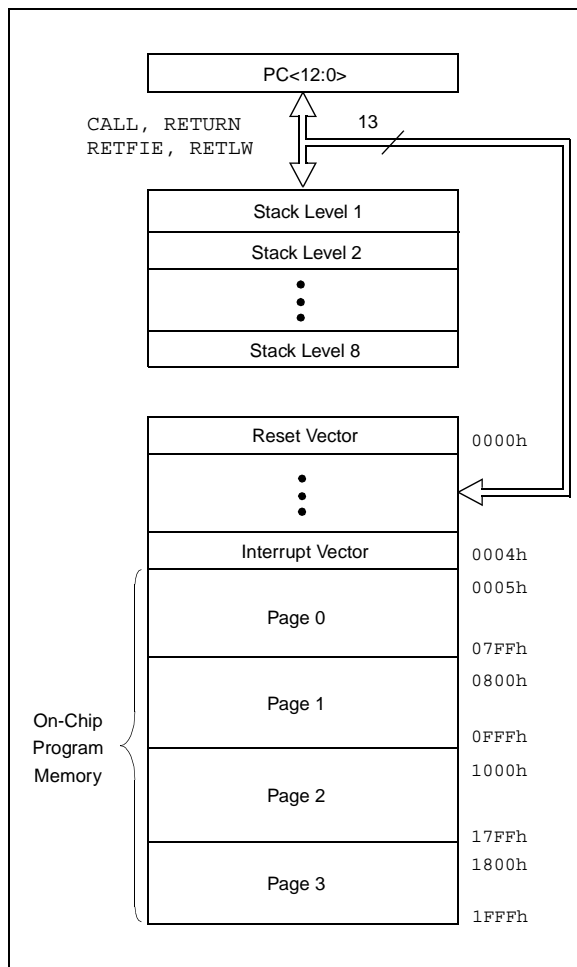 PC<12:0>
CALL, RETURN
RETFIE, RETLW
13
Stack Level 1
Stack Level 2
Stack Level 8
Reset Vector
0000h
Interrupt Vector
0004h
0005h
Page 0
07FFh
0800h
Page 1
0FFFh
On-Chip
Program
Memory
1000h
Page 2
17FFh
1800h
Page 3
1FFFh